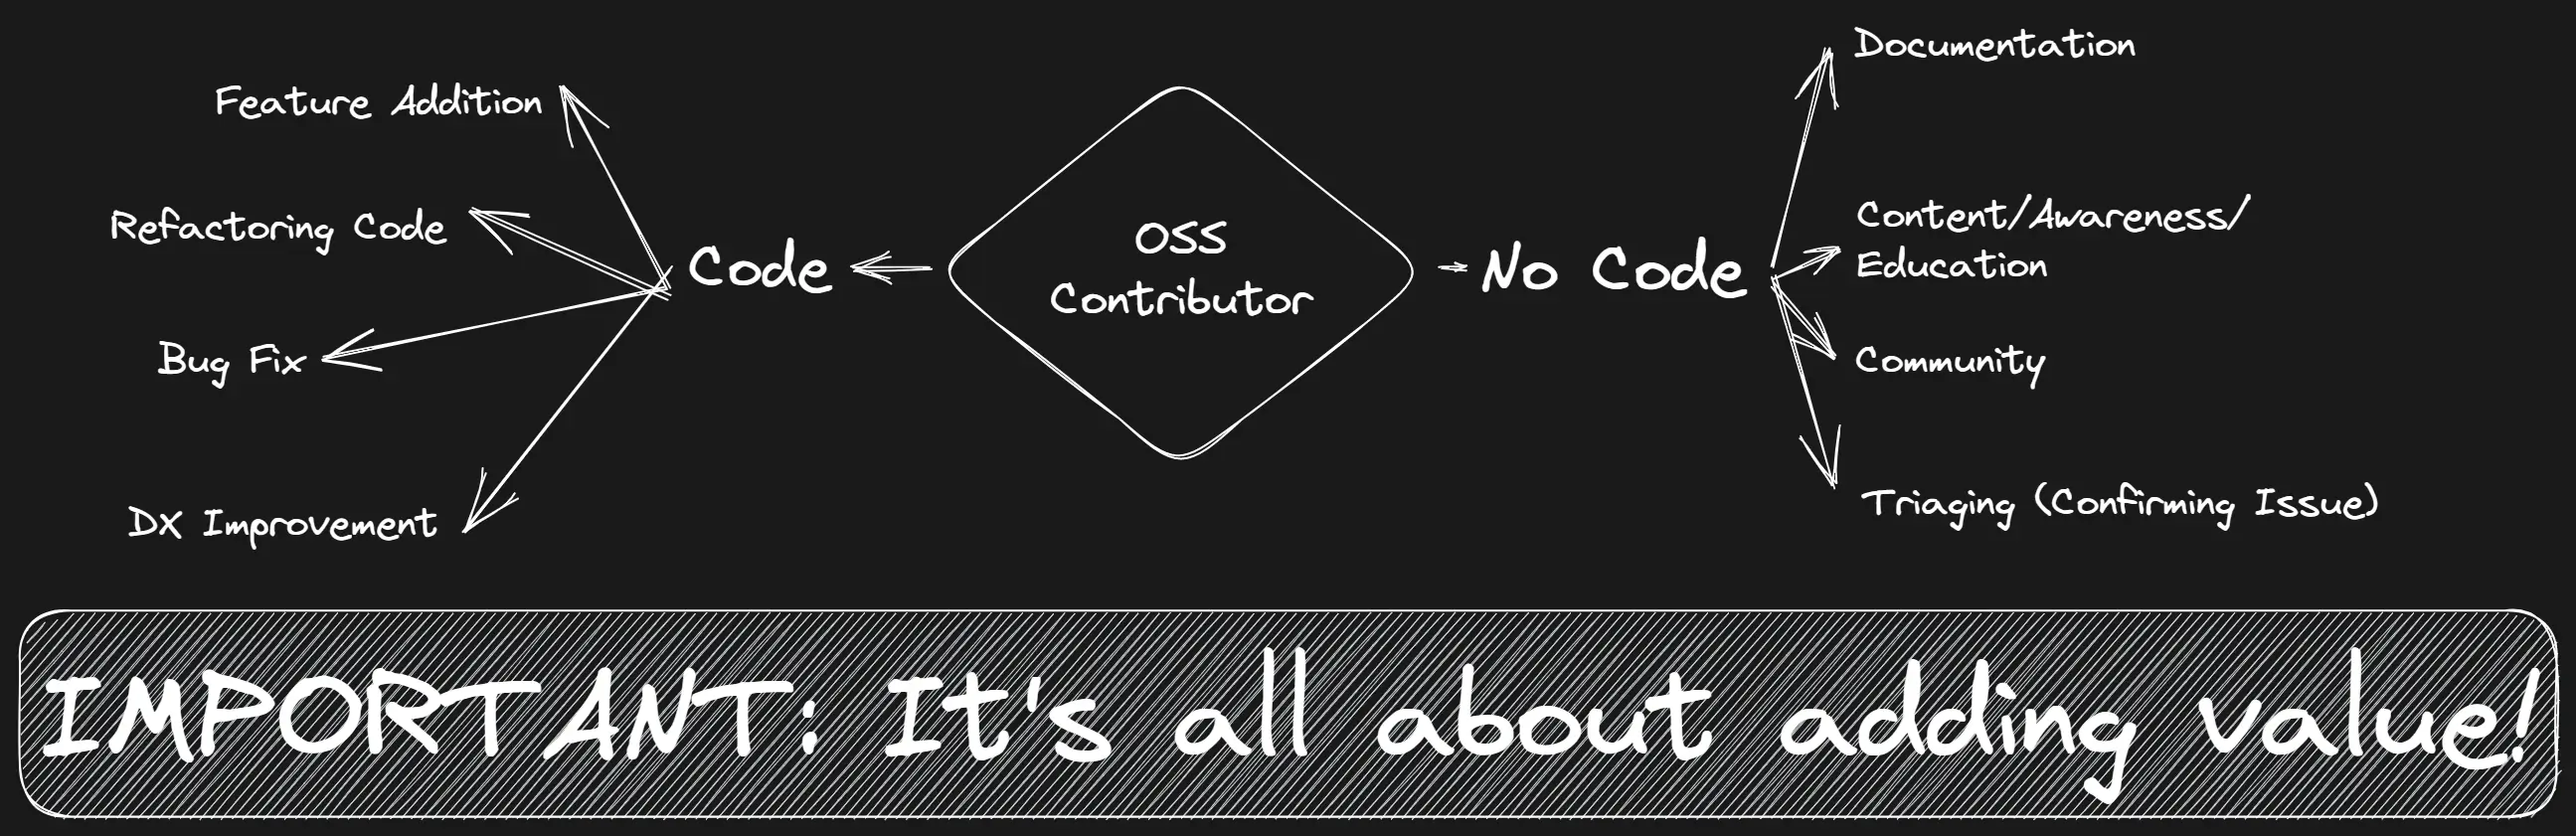 Feature Addition
Refactoring Code
Bug Fix
DX Improvement
Code
OSS
Contributor
No Code
Documentation
Content/Awareness/
Education
Community
Triaging (Confirming Issue)
IMPORTANT: It's all about adding value!